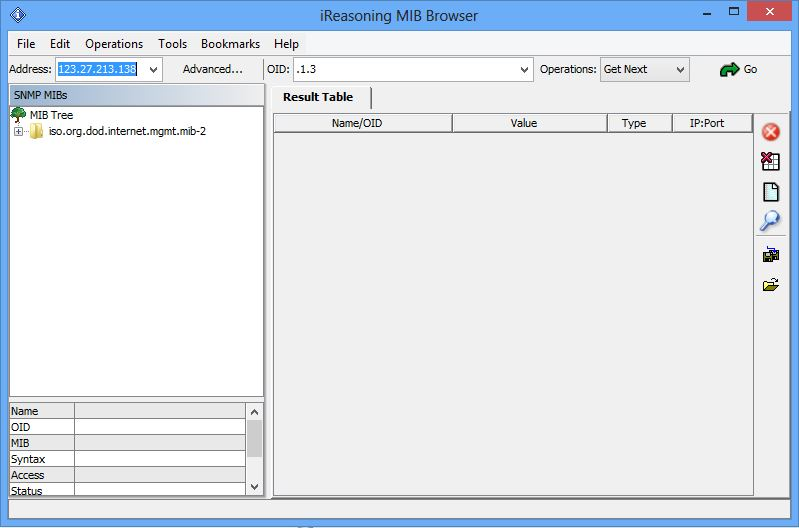 iReasoning MIB Browser
File Edit Operations Tools Bookmarks Help
Address: 123.27.213.138 Advanced... OID: .1.3 Operations: Get Next Go
SNMP MIBs
Result Table
MIB Tree
iso.org.dod.internet.mgmt.mib-2
Name/OID Value Type IP:Port
Name
OID
MIB
Syntax
Access
Status